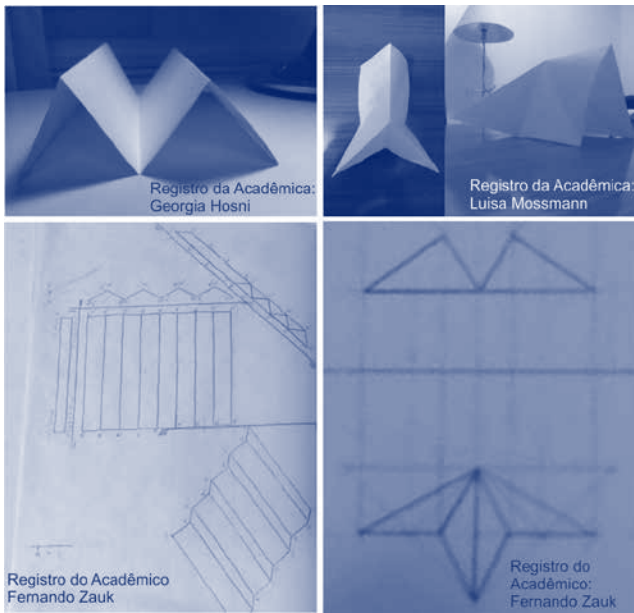 Registro da Acadêmica:
Georgia Hosni
Registro da Acadêmica:
Luisa Mossmann
Registro do Acadêmico
Fernando Zauk
Registro do
Acadêmico:
Fernando Zauk